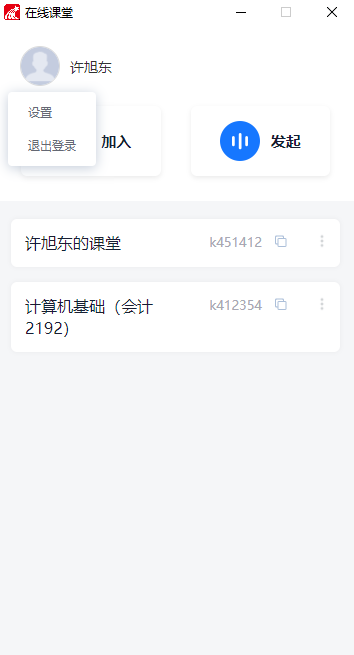 在线课堂
许旭东
设置
退出登录
加入
发起
许旭东的课堂 k451412
计算机基础（会计 k412354
2192）